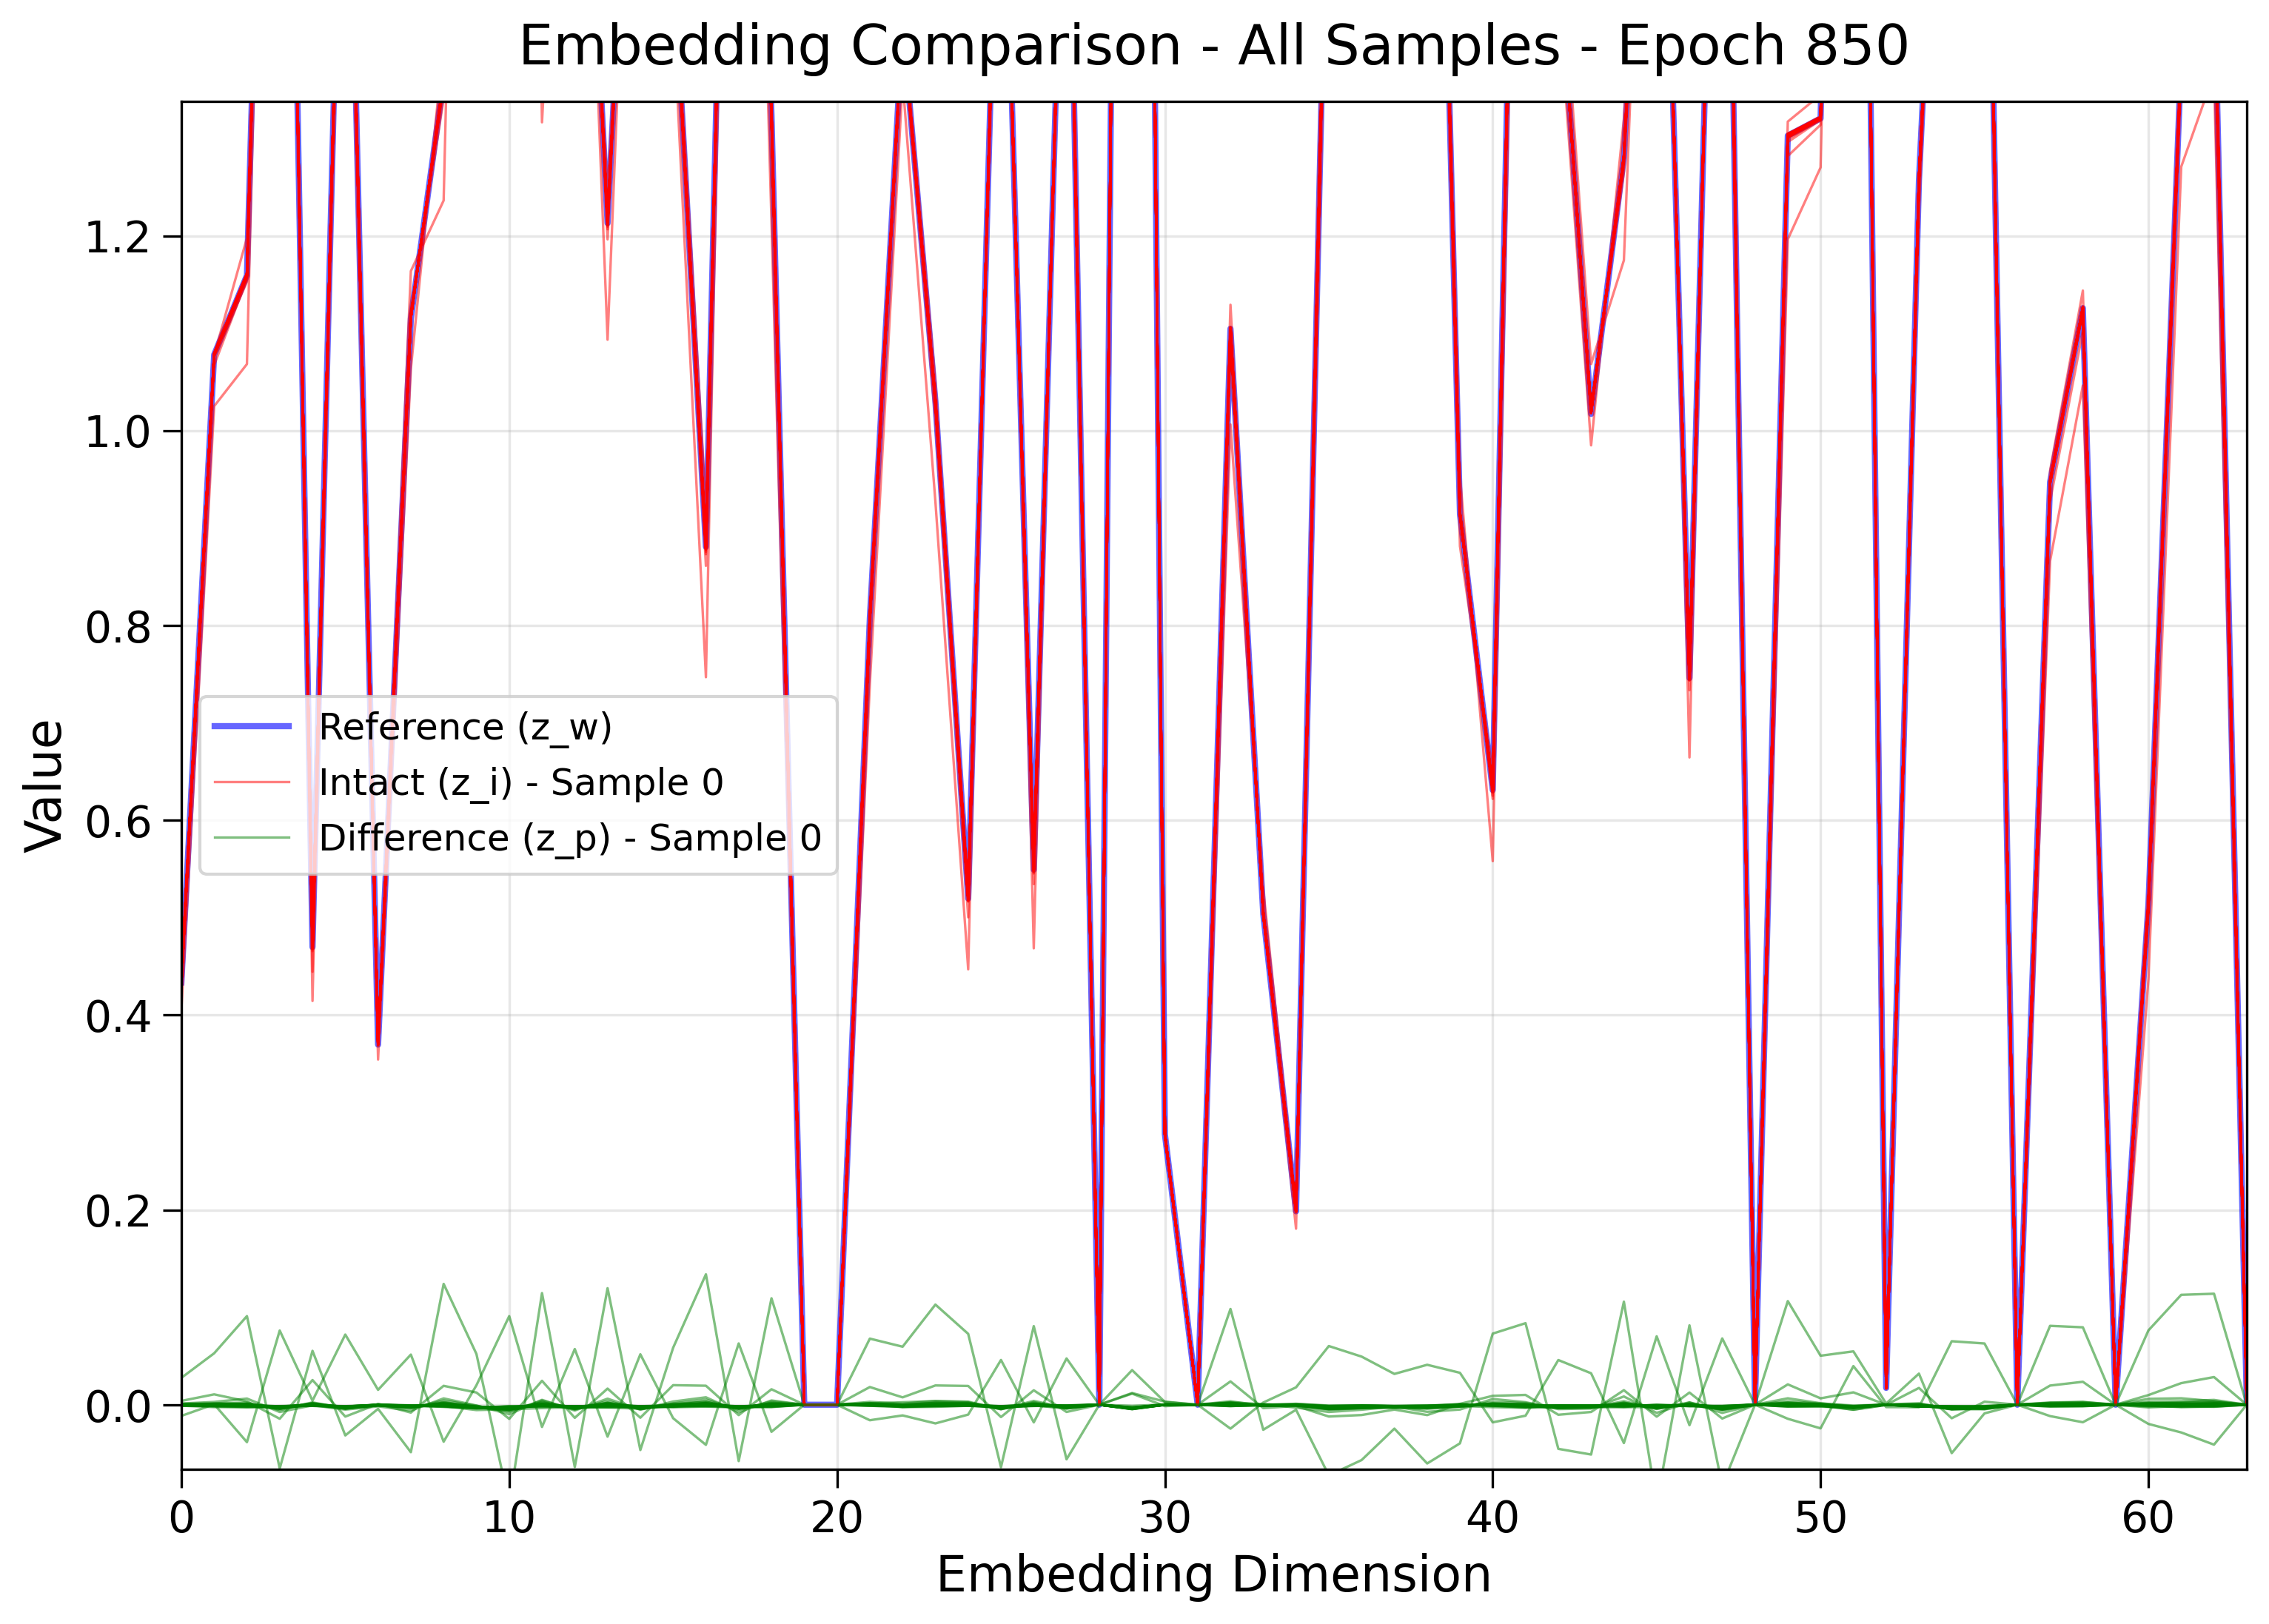 Embedding Comparison - All Samples - Epoch 850
Value
1.2
1.0
0.8
0.6
0.4
0.2
0.0
Reference (z_w)
Intact (z_i) - Sample 0
Difference (z_p) - Sample 0
0 10 20 30 40 50 60
Embedding Dimension